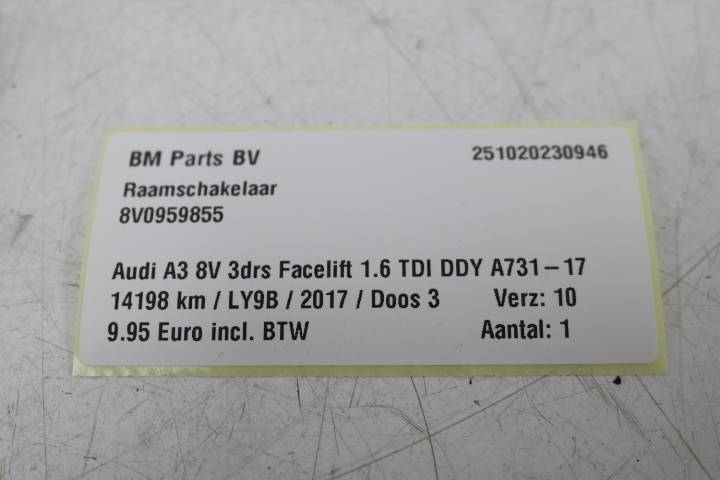 BM Parts BV 251020230946
Raamschakelaar
8V0959855
Audi A3 8V 3drs Facelift 1.6 TDI DDY A731-17
14198 km / LY9B / 2017 / Doos 3 Verz: 10
9.95 Euro incl. BTW Aantal: 1